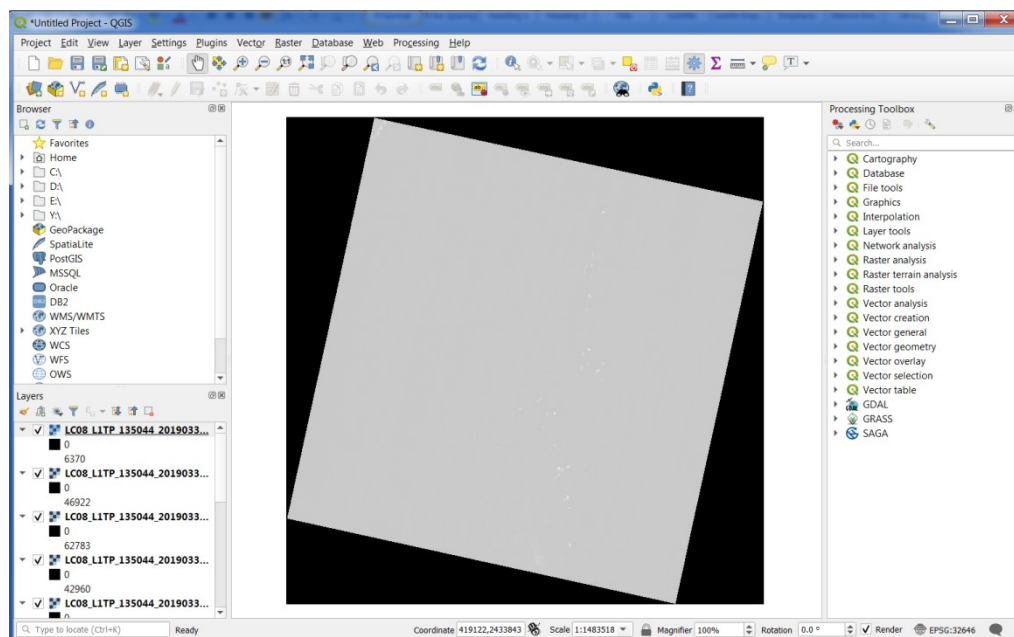 *Untitled Project - QGIS
Project Edit View Layer Settings Plugins Vector Raster Database Web Processing Help
Browser
Favorites
Home
C:\
D:\
E:\
Y:\
GeoPackage
SpatiaLite
PostGIS
MSSQL
Oracle
DB2
WMS/WMTS
XYZ Tiles
WCS
WFS
OWS
Layers
LC08_L1TP_135044_2019033...
0
6370
LC08_L1TP_135044_2019033...
0
46922
LC08_L1TP_135044_2019033...
0
62783
LC08_L1TP_135044_2019033...
0
42960
LC08_L1TP_135044_2019033...
0
Processing Toolbox
Search...
Cartography
Database
File tools
Graphics
Interpolation
Layer tools
Network analysis
Raster analysis
Raster terrain analysis
Raster tools
Vector analysis
Vector creation
Vector general
Vector geometry
Vector overlay
Vector selection
Vector table
GDAL
GRASS
SAGA
Type to locate (Ctrl+K) Ready Coordinate 419122,2433843 Scale 1:1483518 Magnifier 100% Rotation 0.0 ° Render EPSG:32646